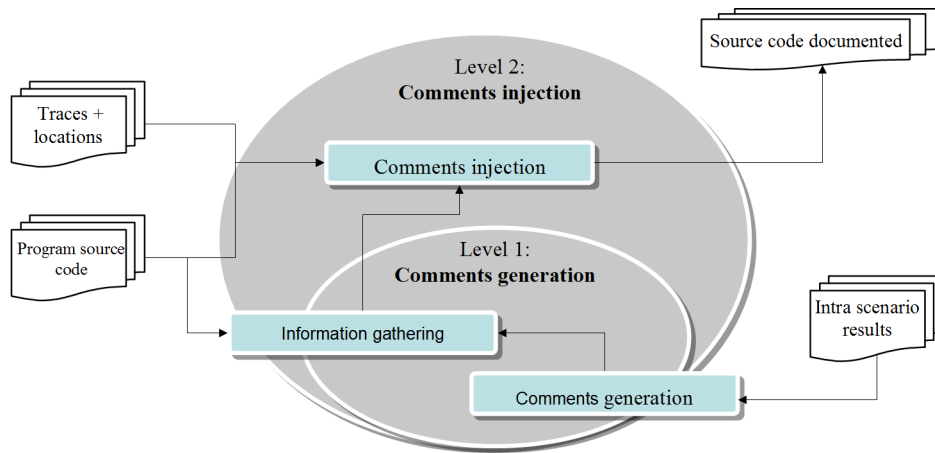 Source code documented
Level 2:
Comments injection
Traces +
locations
Comments injection
Program source
code
Level 1:
Comments generation
Information gathering
Intra scenario
results
Comments generation